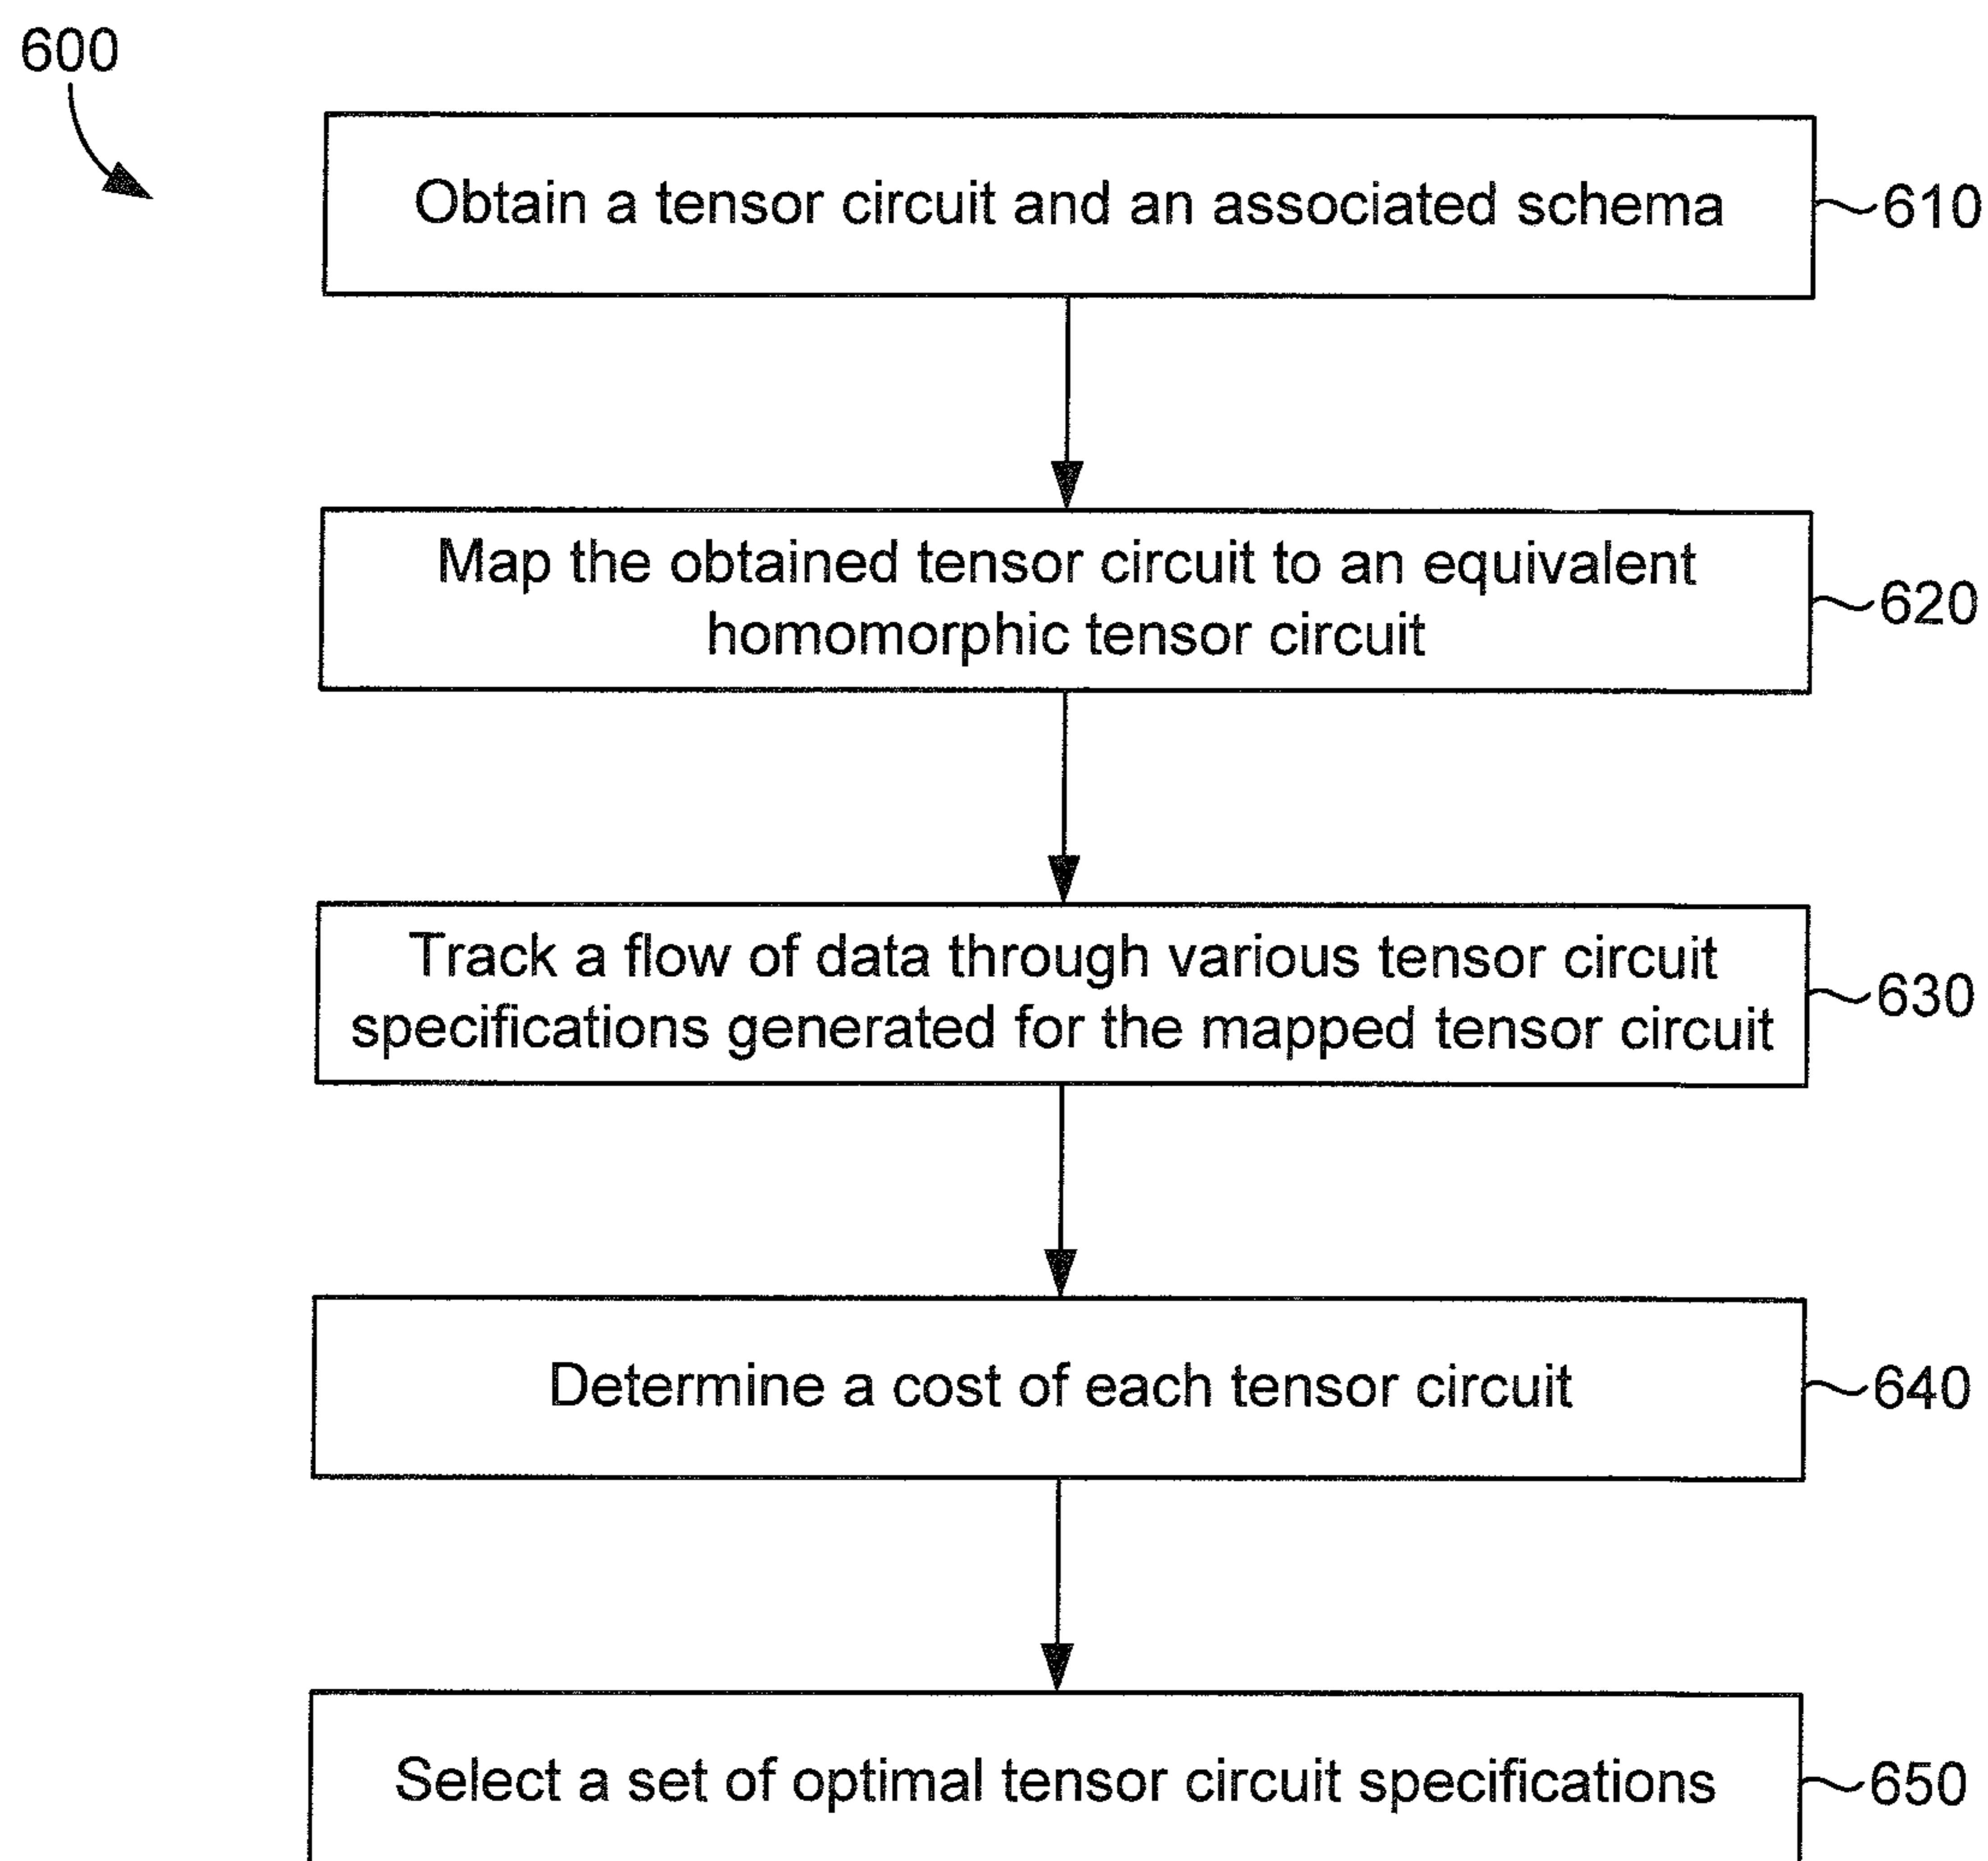 600
Obtain a tensor circuit and an associated schema
610
Map the obtained tensor circuit to an equivalent
homomorphic tensor circuit
620
Track a flow of data through various tensor circuit
specifications generated for the mapped tensor circuit
630
Determine a cost of each tensor circuit
640
Select a set of optimal tensor circuit specifications
650